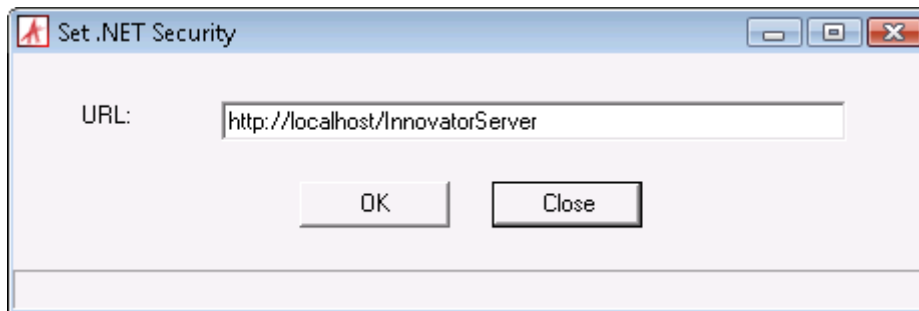 Set .NET Security
URL:
http://localhost/InnovatorServer
OK
Close